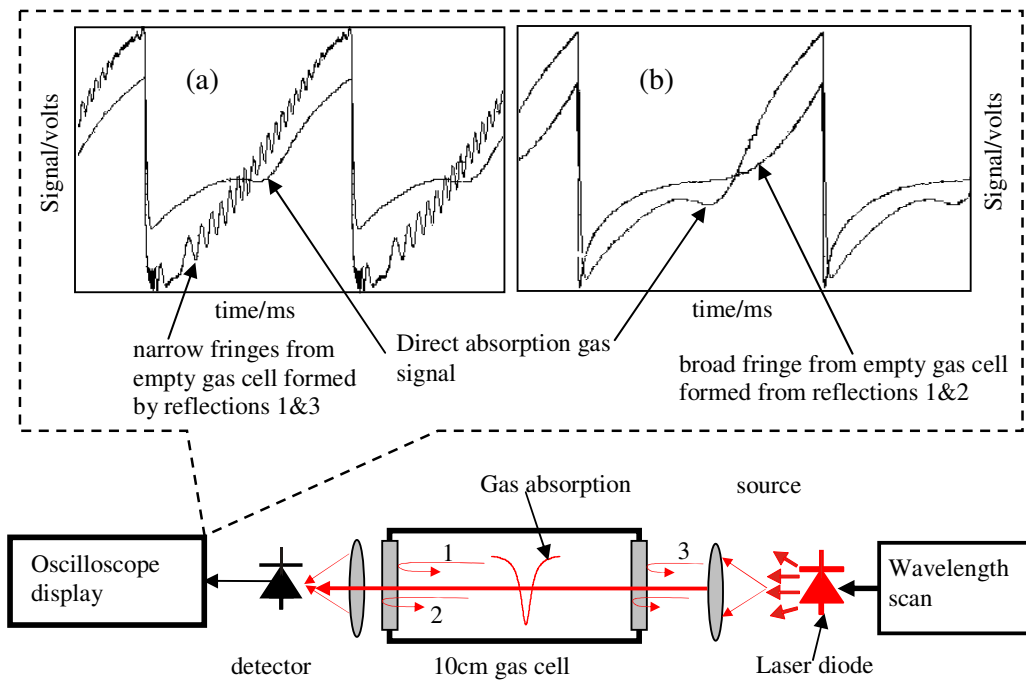 (a)
(b)
Signal/volts
Signal/volts
time/ms
time/ms
narrow fringes from
empty gas cell formed
by reflections 1&3
Direct absorption gas
signal
broad fringe from empty gas cell
formed from reflections 1&2
Gas absorption
source
Oscilloscope
display
1
2
3
Wavelength
scan
detector
10cm gas cell
Laser diode